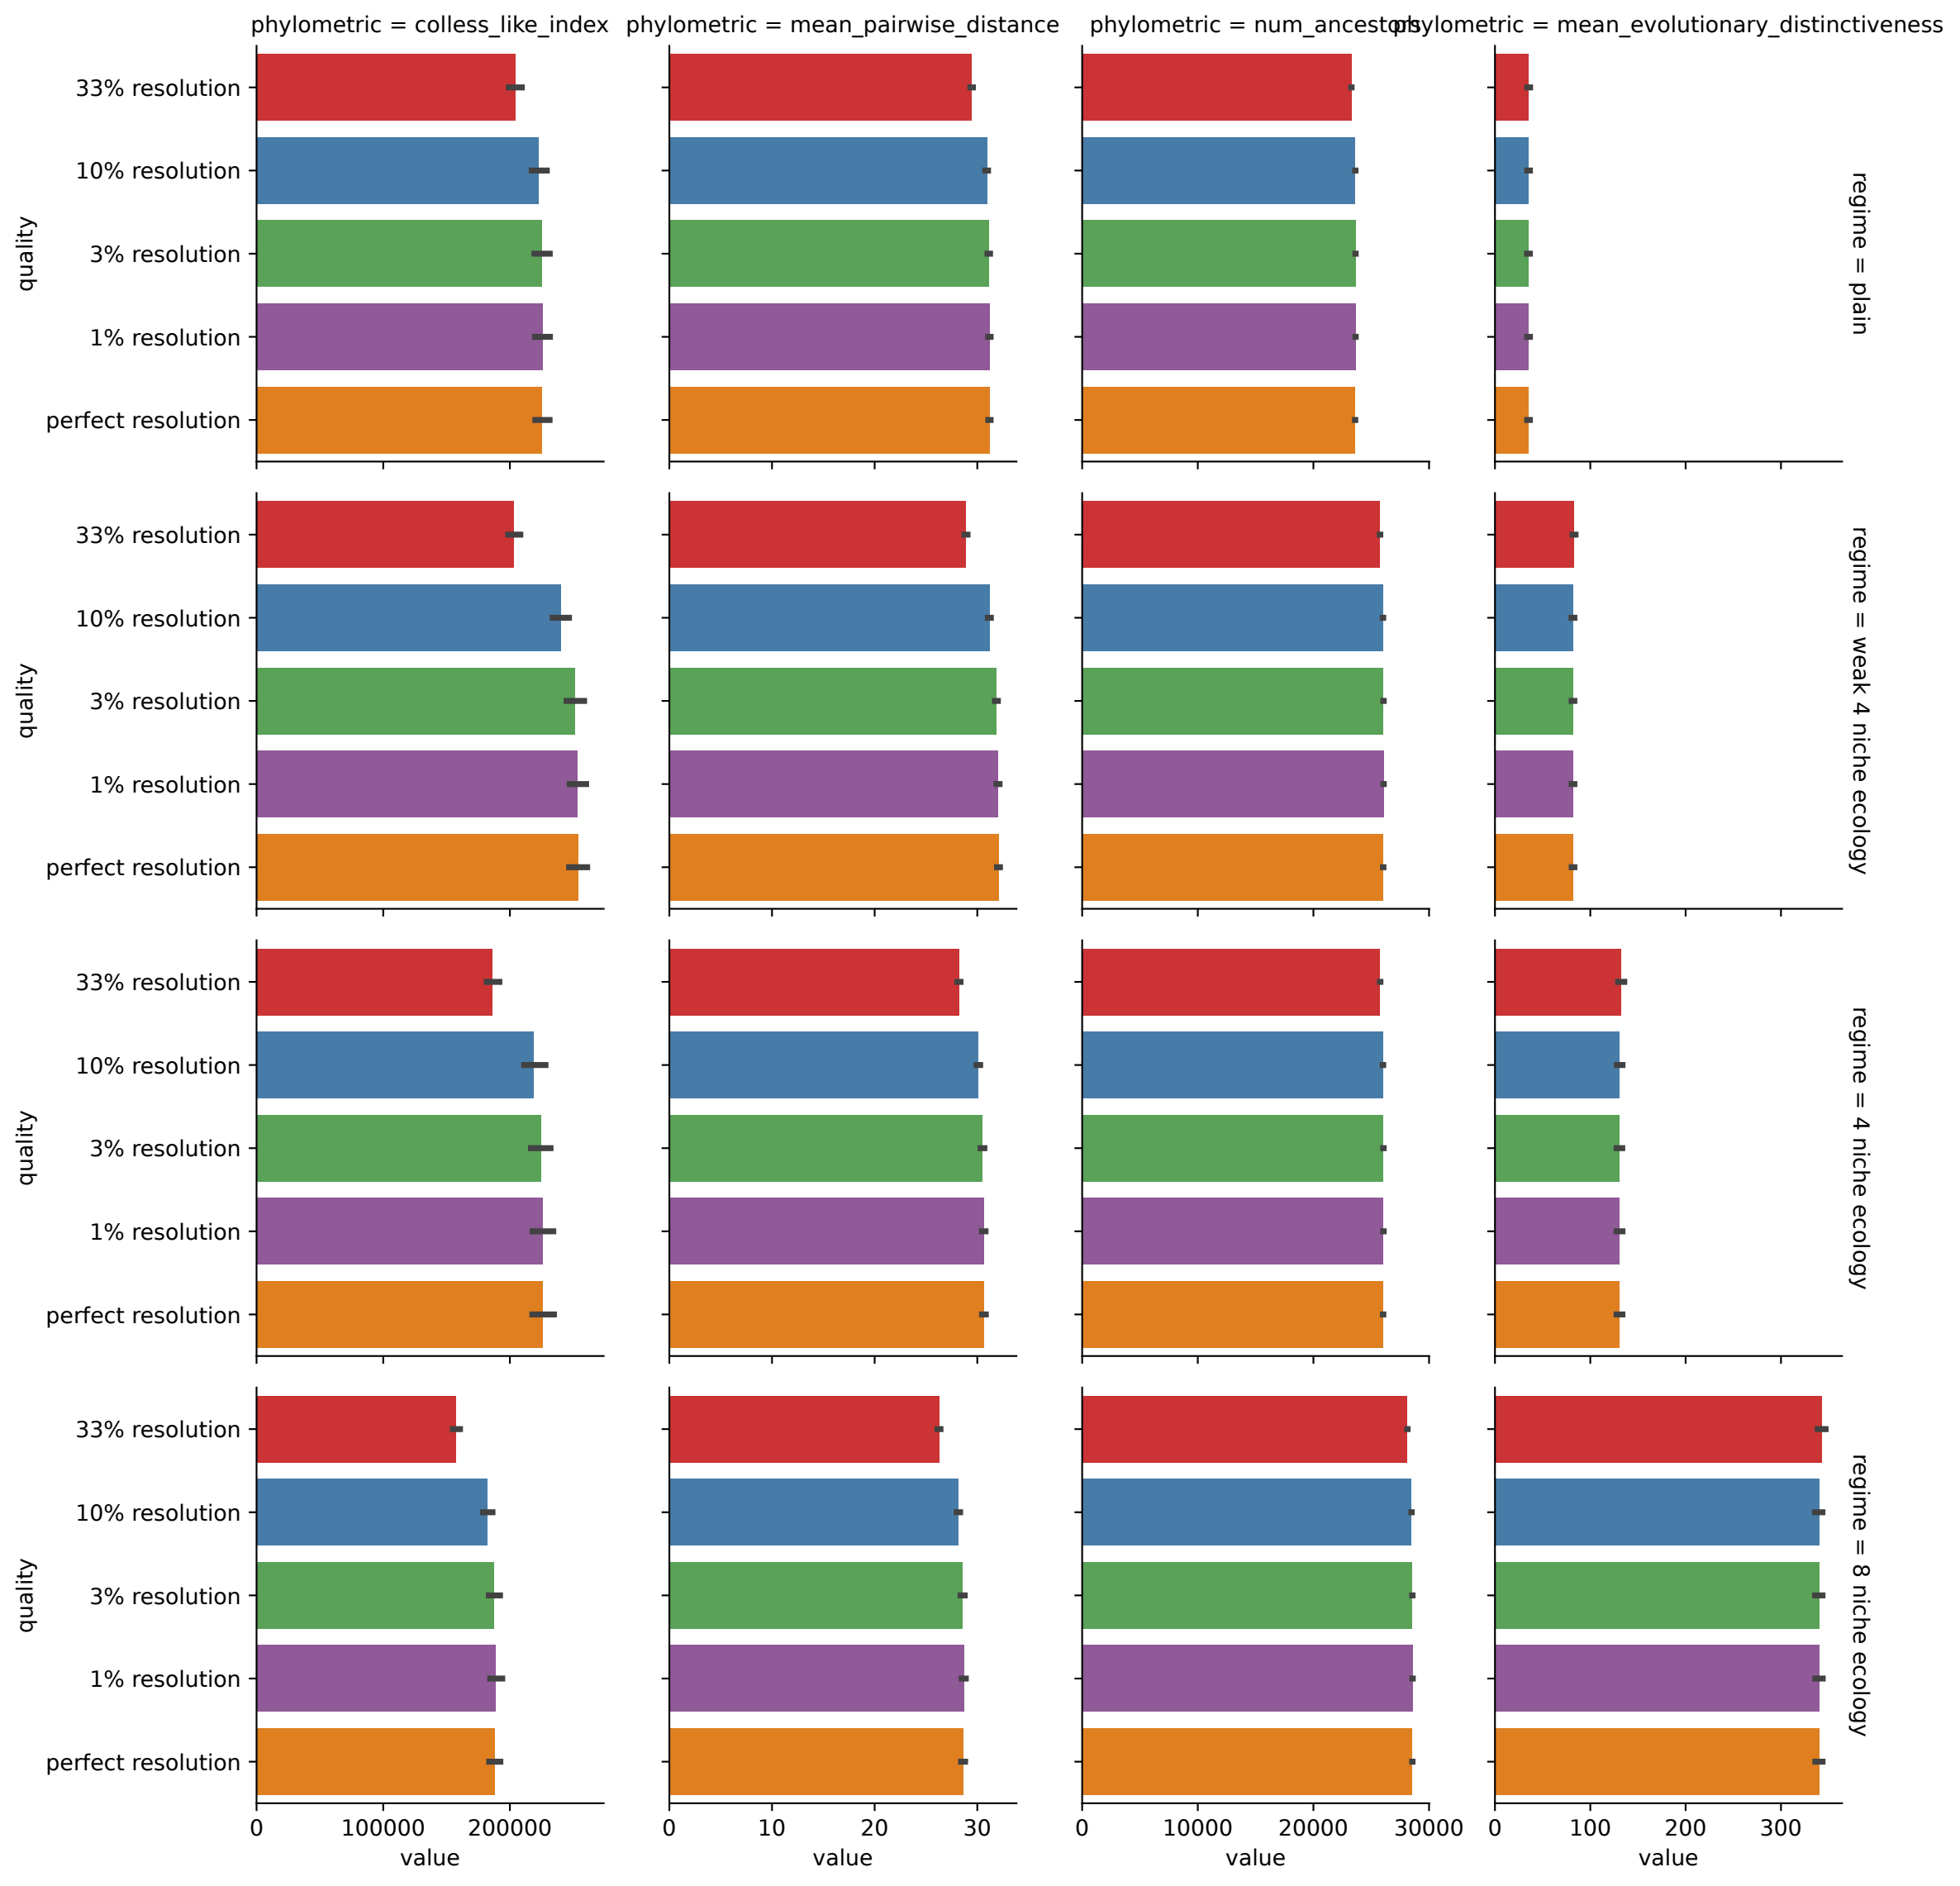 phylometric = colless_like_index
phylometric = mean_pairwise_distance
phylometric = num_ancestors
phylometric = mean_evolutionary_distinctiveness
quality
33% resolution
10% resolution
3% resolution
1% resolution
perfect resolution
regime = plain
quality
33% resolution
10% resolution
3% resolution
1% resolution
perfect resolution
regime = weak 4 niche ecology
quality
33% resolution
10% resolution
3% resolution
1% resolution
perfect resolution
regime = 4 niche ecology
quality
33% resolution
10% resolution
3% resolution
1% resolution
perfect resolution
regime = 8 niche ecology
0 100000 200000
value
0 10 20 30
value
0 10000 20000 30000
value
0 100 200 300
value